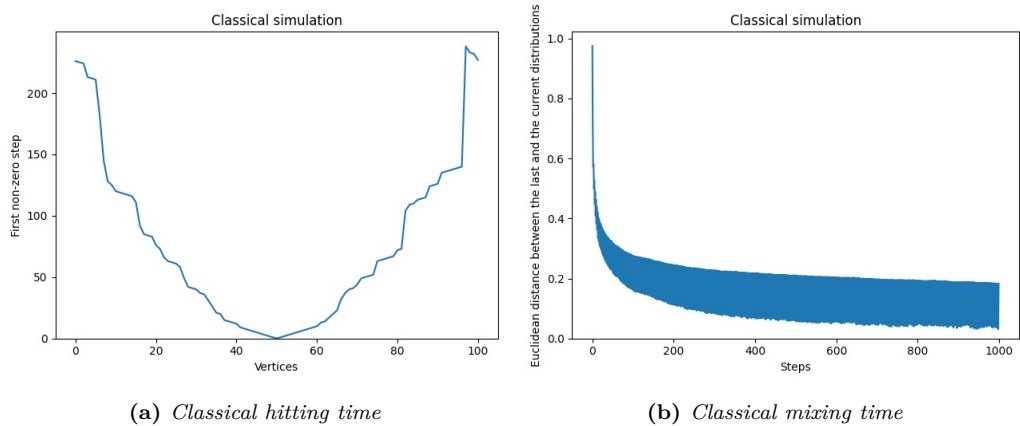 Classical simulation
First non-zero step
200
150
100
50
0
0 20 40 60 80 100
Vertices
(a) Classical hitting time
Classical simulation
Euclidean distance between the last and the current distributions
1.0
0.8
0.6
0.4
0.2
0.0
0 200 400 600 800 1000
Steps
(b) Classical mixing time